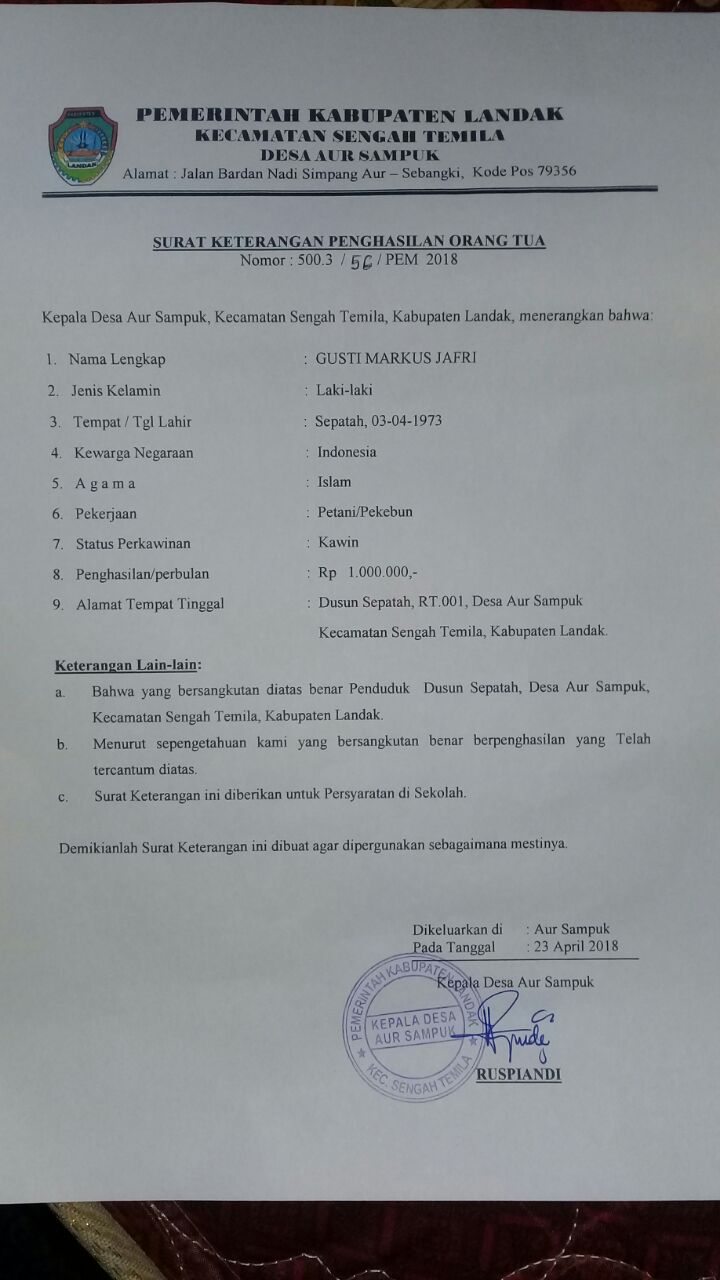 PEMERINTAH KABUPATEN LANDAK
KECAMATAN SENGAH TEMILA
DESA AUR SAMPUK
Alamat : Jalan Bardan Nadi Simpang Aur – Sebangki, Kode Pos 79356
LANDAK
SURAT KETERANGAN PENGHASILAN ORANG TUA
Nomor : 500.3 / 56 / PEM 2018
Kepala Desa Aur Sampuk, Kecamatan Sengah Temila, Kabupaten Landak, menerangkan bahwa:
1. Nama Lengkap : GUSTI MARKUS JAFRI
2. Jenis Kelamin : Laki-laki
3. Tempat / Tgl Lahir : Sepatah, 03-04-1973
4. Kewarga Negaraan : Indonesia
5. A g a m a : Islam
6. Pekerjaan : Petani/Pekebun
7. Status Perkawinan : Kawin
8. Penghasilan/perbulan : Rp 1.000.000,-
9. Alamat Tempat Tinggal : Dusun Sepatah, RT.001, Desa Aur Sampuk
Kecamatan Sengah Temila, Kabupaten Landak.
Keterangan Lain-lain:
a. Bahwa yang bersangkutan diatas benar Penduduk Dusun Sepatah, Desa Aur Sampuk,
Kecamatan Sengah Temila, Kabupaten Landak.
b. Menurut sepengetahuan kami yang bersangkutan benar berpenghasilan yang Telah
tercantum diatas.
c. Surat Keterangan ini diberikan untuk Persyaratan di Sekolah.
Demikianlah Surat Keterangan ini dibuat agar dipergunakan sebagaimana mestinya.
Dikeluarkan di : Aur Sampuk
Pada Tanggal : 23 April 2018
Kepala Desa Aur Sampuk
PEMERINTAH KABUPATEN LANDAK
KEPALA DESA
AUR SAMPUK
KEC. SENGAH TEMILA
RUSPIANDI